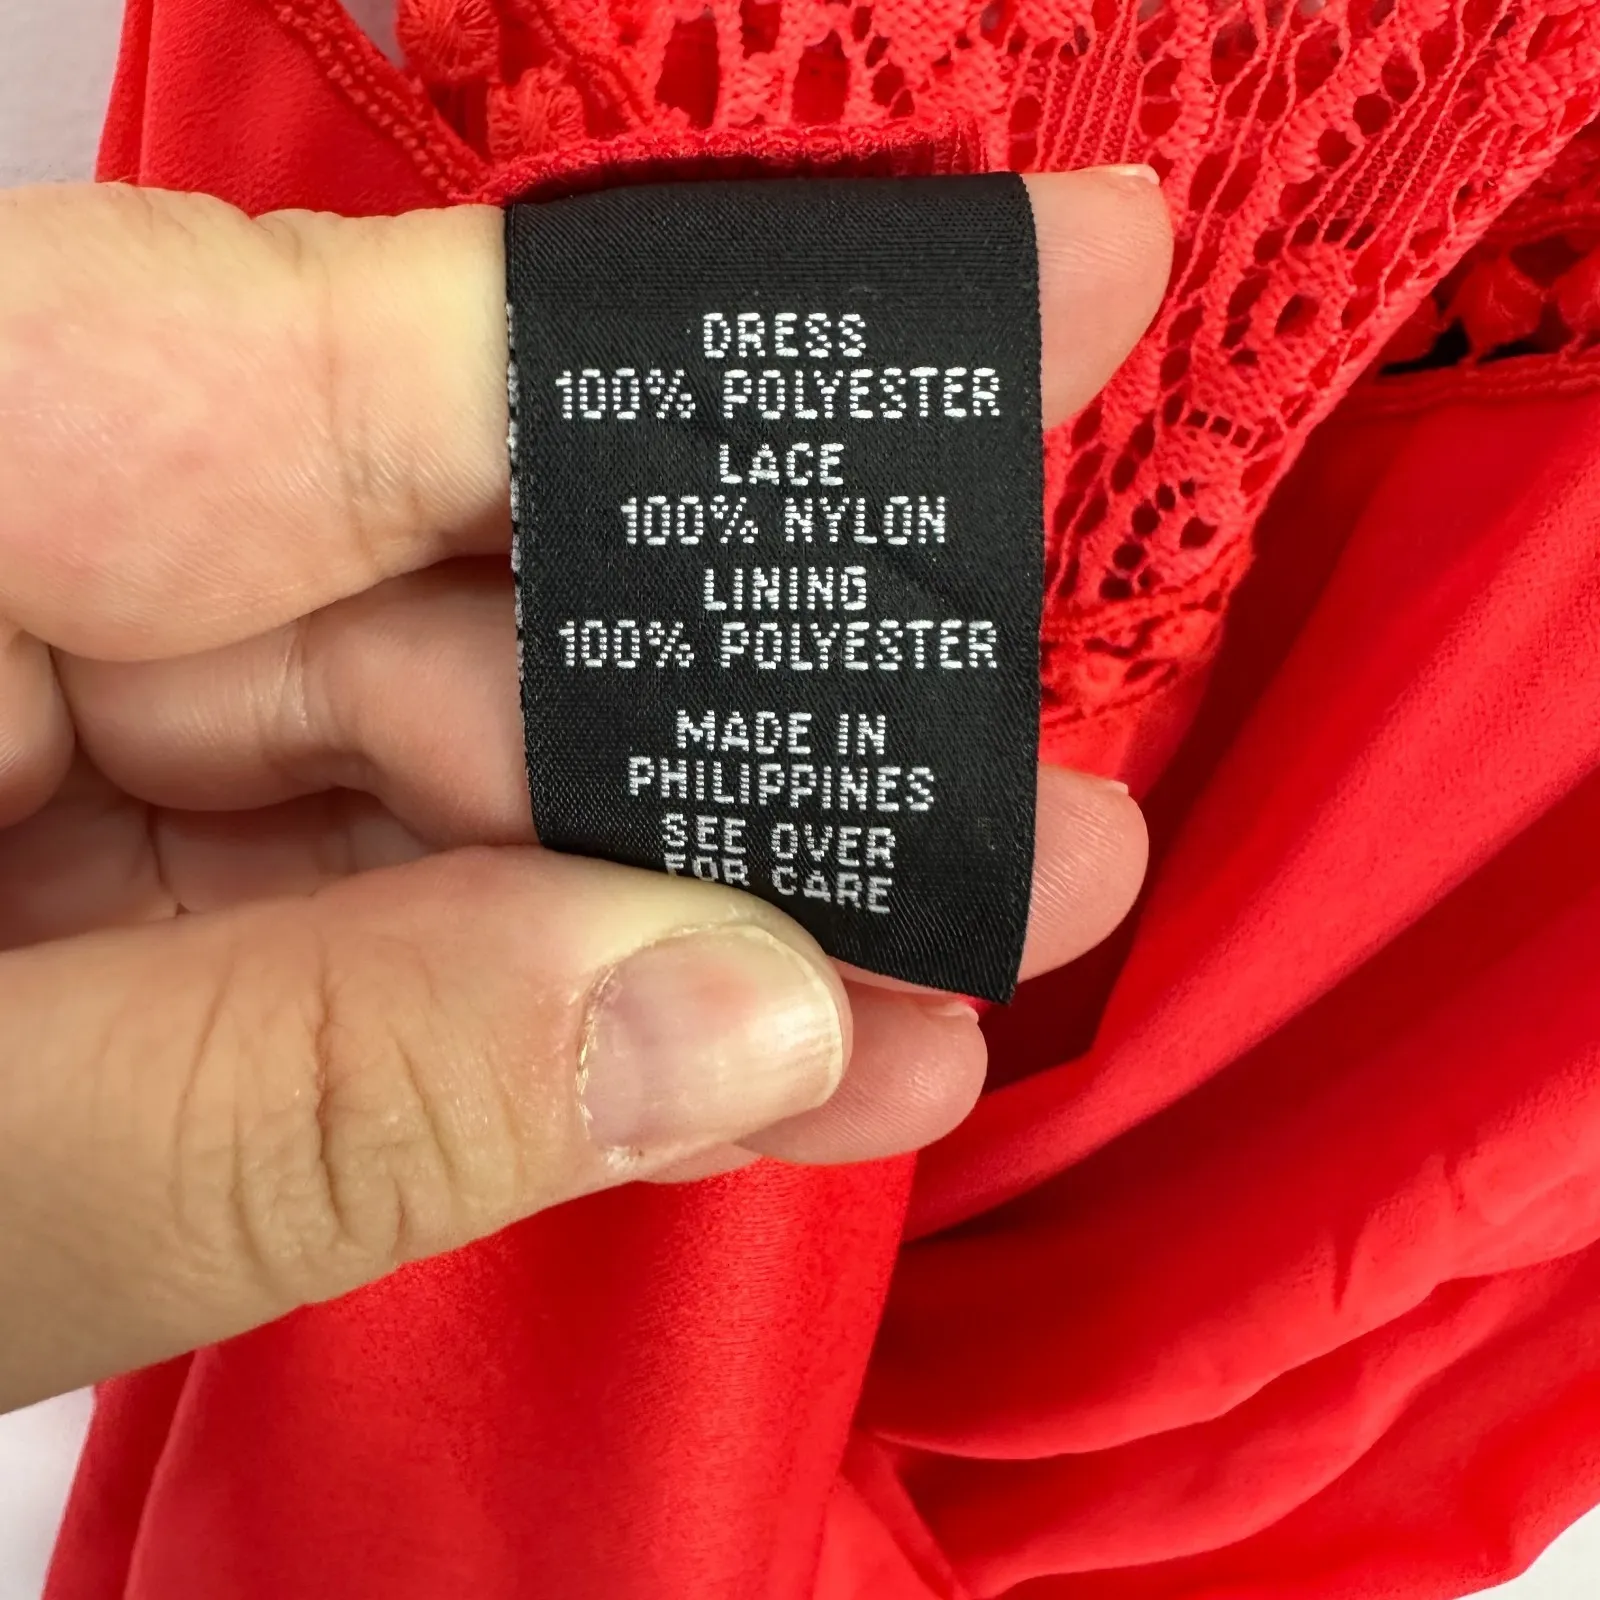 DRESS
100% POLYESTER
LACE
100% NYLON
LINING
100% POLYESTER
MADE IN
PHILIPPINES
SEE OVER
FOR CARE